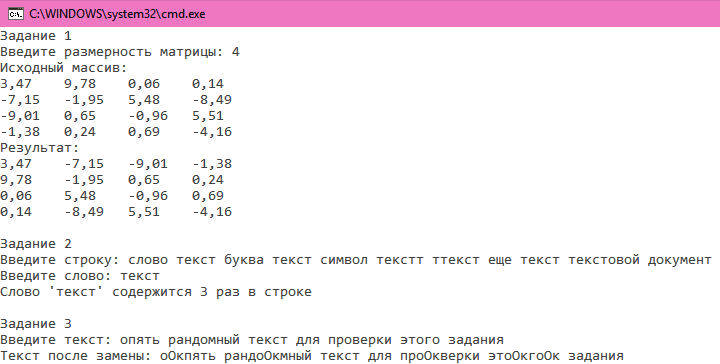 C:\WINDOWS\system32\cmd.exe
Задание 1
Введите размерность матрицы: 4
Исходный массив:
3,47 9,78 0,06 0,14
-7,15 -1,95 5,48 -8,49
-9,01 0,65 -0,96 5,51
-1,38 0,24 0,69 -4,16
Результат:
3,47 -7,15 -9,01 -1,38
9,78 -1,95 0,65 0,24
0,06 5,48 -0,96 0,69
0,14 -8,49 5,51 -4,16
Задание 2
Введите строку: слово текст буква текст символ текстт ттекст еще текст текстовой документ
Введите слово: текст
Слово 'текст' содержится 3 раз в строке
Задание 3
Введите текст: опять рандомный текст для проверки этого задания
Текст после замены: оОкпять рандоОкмный текст для проОкверки этоОкгоОк задания